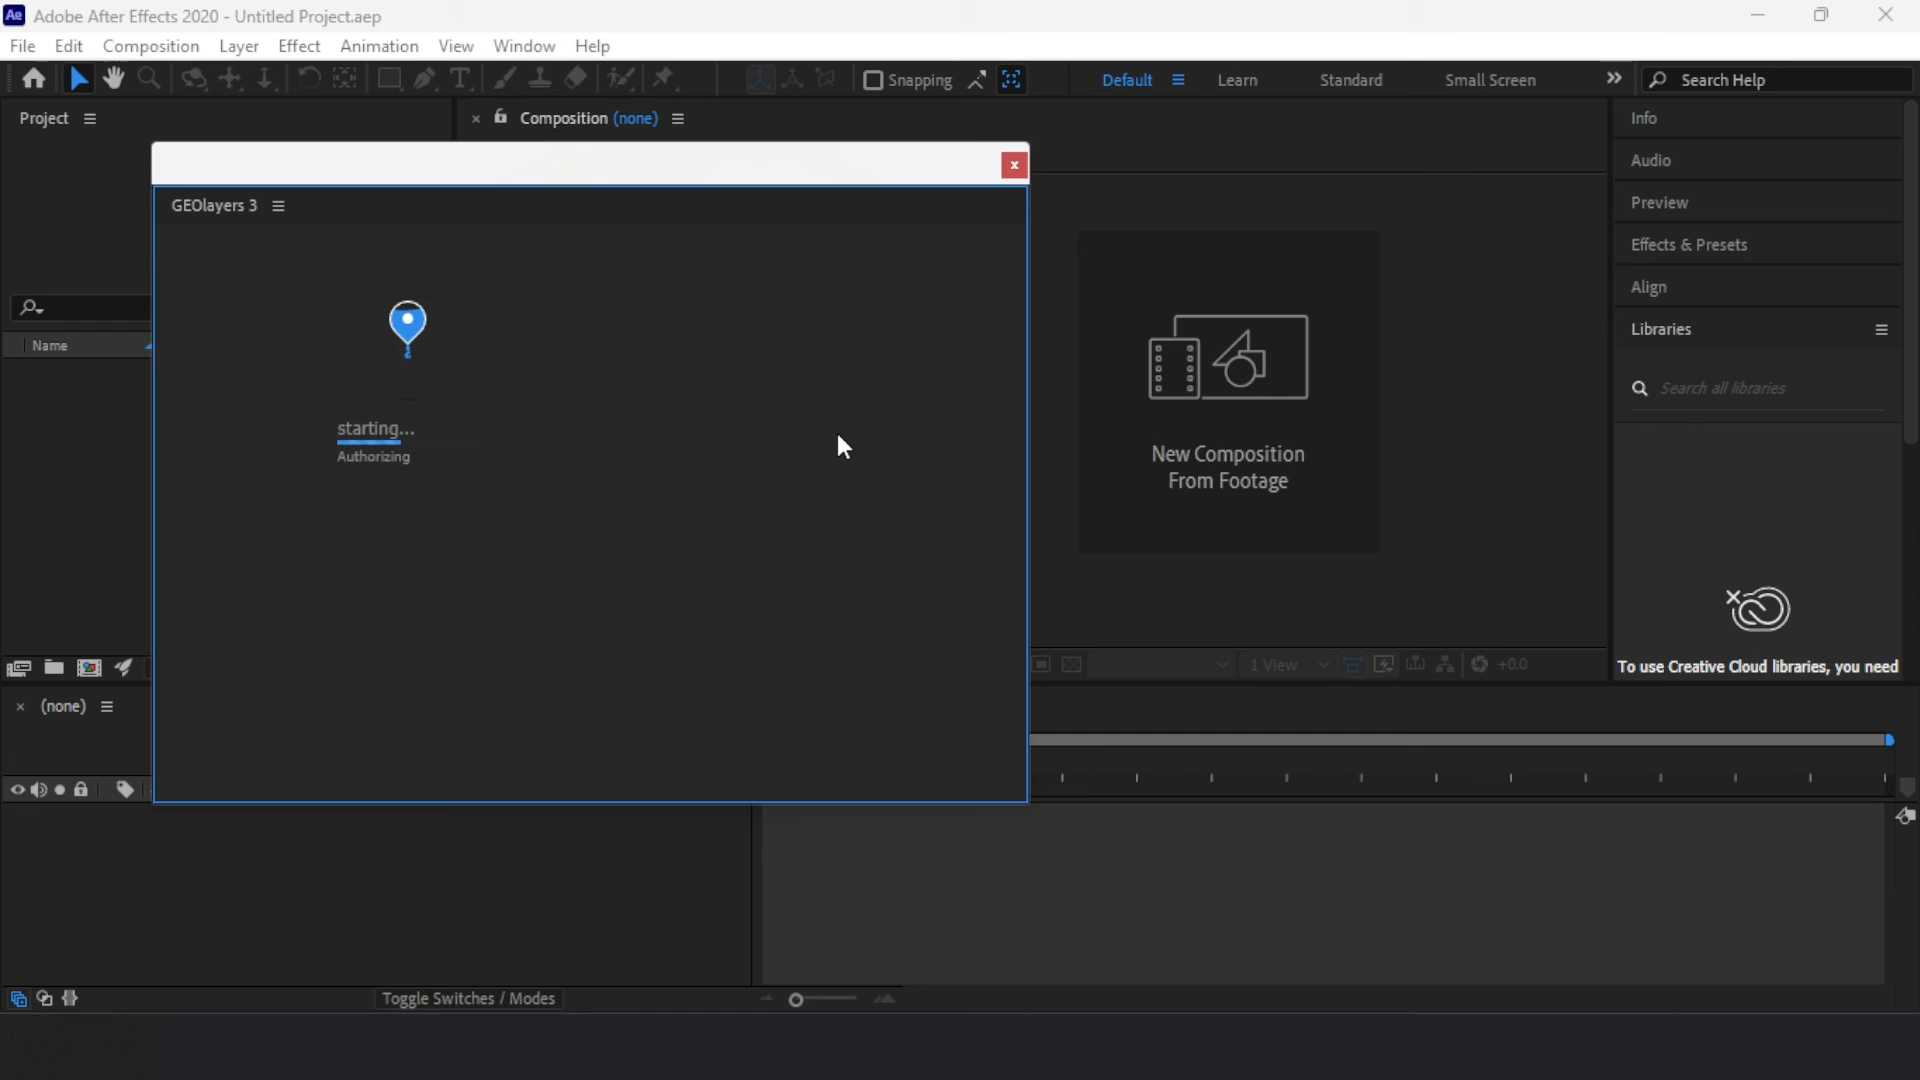 Ae Adobe After Effects 2020 - Untitled Project.aep
File Edit Composition Layer Effect Animation View Window Help
Snapping Default Learn Standard Small Screen Search Help
Project
Composition (none)
Info
Audio
Preview
Effects & Presets
Align
Libraries
Search all libraries
To use Creative Cloud libraries, you need
GEOlayers 3
starting...
Authorizing
Name
New Composition
From Footage
1 View +0.0
(none)
Toggle Switches / Modes